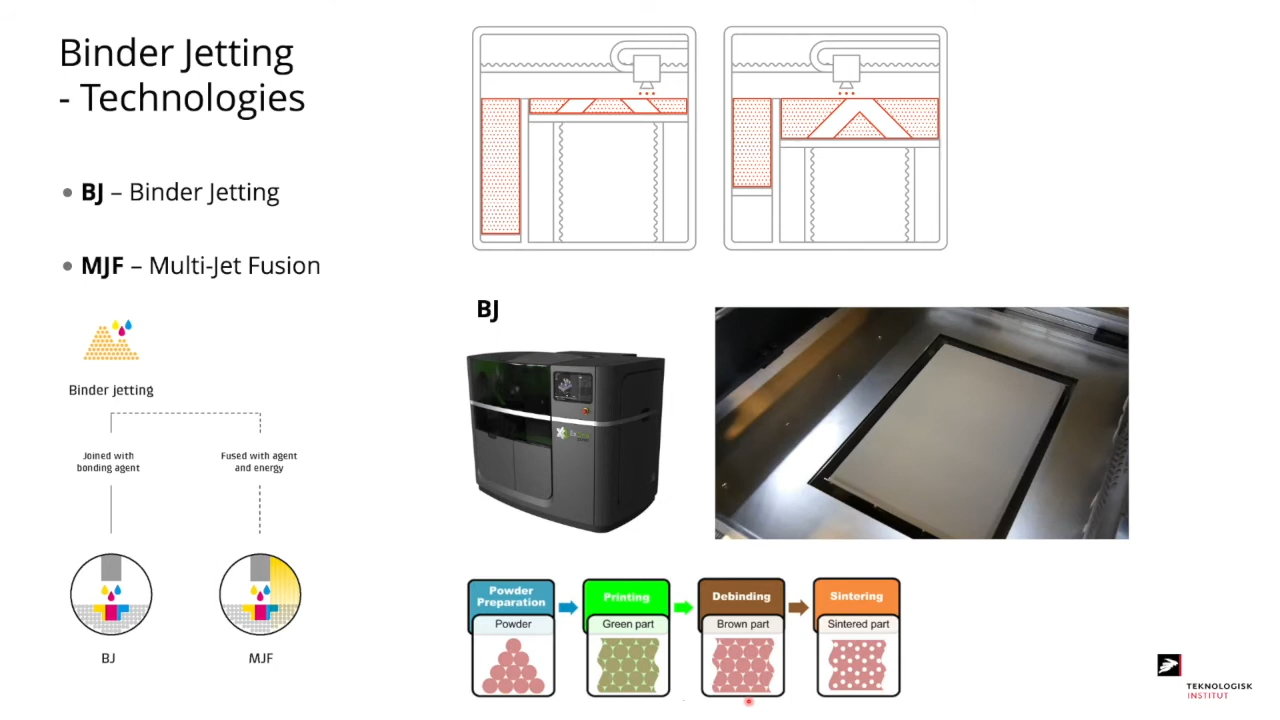 Binder Jetting
- Technologies
BJ – Binder Jetting
MJF – Multi-Jet Fusion
Binder jetting
Joined with
bonding agent
Fused with agent
and energy
BJ
MJF
BJ
Powder
Preparation
Powder
Printing
Green part
Debinding
Brown part
Sintering
Sintered part
TEKNOLOGISK
INSTITUT